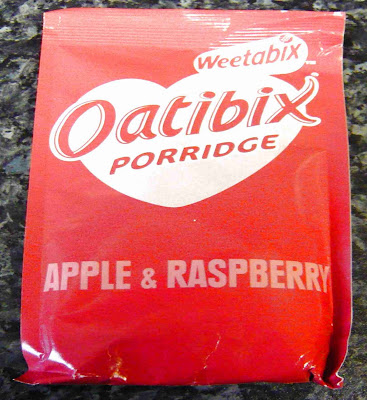 Weetabix
Oatibix
PORRIDGE
APPLE & RASPBERRY